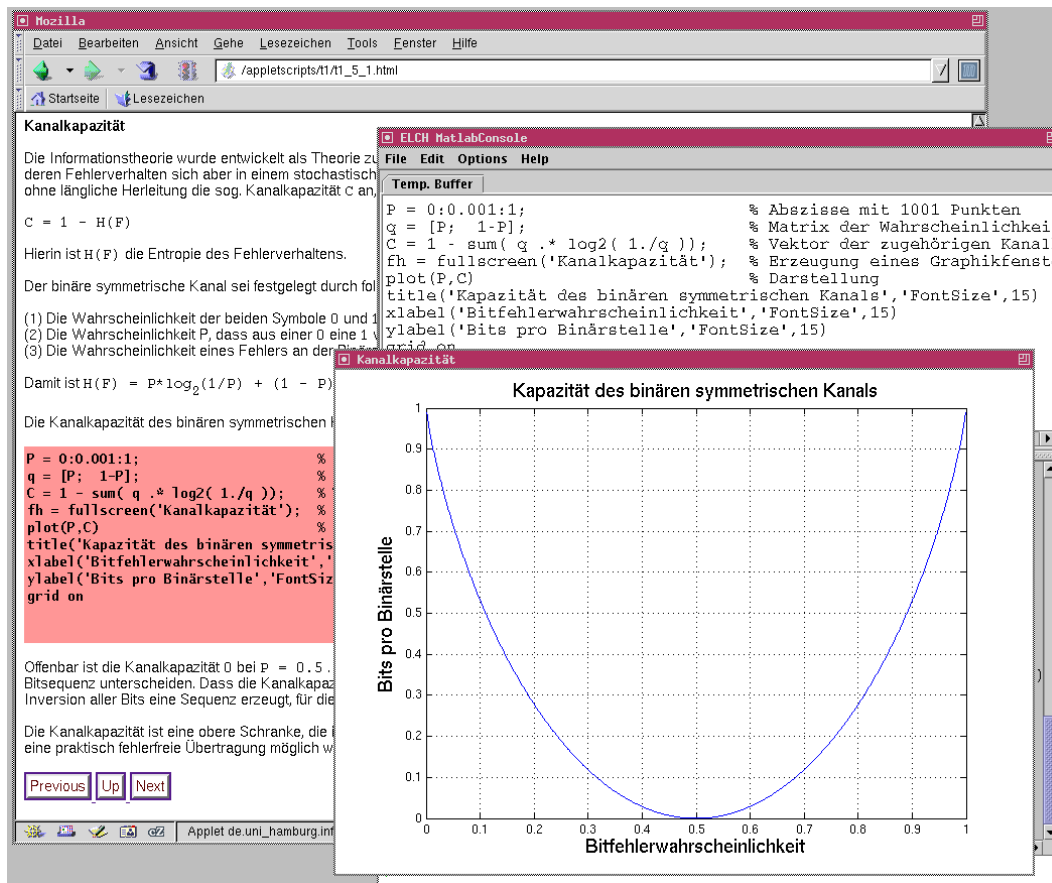 Mozilla
Datei Bearbeiten Ansicht Gehe Lesezeichen Tools Fenster Hilfe
/appletscripts/t1/t1_5_1.html
Startseite Lesezeichen
Kanalkapazität
Die Informationstheorie wurde entwickelt als Theorie zu
deren Fehlerverhalten sich aber in einem stochastisch
ohne längliche Herleitung die sog. Kanalkapazität C an,
C = 1 - H(F)
Hierin ist H(F) die Entropie des Fehlerverhaltens.
Der binäre symmetrische Kanal sei festgelegt durch fol
(1) Die Wahrscheinlichkeit der beiden Symbole 0 und 1
(2) Die Wahrscheinlichkeit P, dass aus einer 0 eine 1
(3) Die Wahrscheinlichkeit eines Fehlers an der
Damit ist H(F) = P*log2(1/P) + (1 - P)
Die Kanalkapazität des binären symmetrischen
P = 0:0.001:1; %
q = [P; 1-P]; %
C = 1 - sum( q .* log2( 1./q )); %
fh = fullscreen('Kanalkapazität'); %
plot(P,C) %
title('Kapazität des binären symmetris
xlabel('Bitfehlerwahrscheinlichkeit','
ylabel('Bits pro Binärstelle','FontSiz
grid on
Offenbar ist die Kanalkapazität 0 bei P = 0.5.
Bitsequenz unterscheiden. Dass die Kanalkapaz
Inversion aller Bits eine Sequenz erzeugt, für die
Die Kanalkapazität ist eine obere Schranke, die i
eine praktisch fehlerfreie Übertragung möglich w
Previous Up Next
Applet de.uni_hamburg.inf
ELCH MatlabConsole
File Edit Options Help
Temp. Buffer
P = 0:0.001:1; % Abszisse mit 1001 Punkten
q = [P; 1-P]; % Matrix der Wahrscheinlichkei
C = 1 - sum( q .* log2( 1./q )); % Vektor der zugehörigen Kanal
fh = fullscreen('Kanalkapazität'); % Erzeugung eines Graphikfenst
plot(P,C) % Darstellung
title('Kapazität des binären symmetrischen Kanals','FontSize',15)
xlabel('Bitfehlerwahrscheinlichkeit','FontSize',15)
ylabel('Bits pro Binärstelle','FontSize',15)
grid on
)
Kanalkapazität
Kapazität des binären symmetrischen Kanals
1
0.9
0.8
0.7
0.6
0.5
0.4
0.3
0.2
0.1
0
Bits pro Binärstelle
0 0.1 0.2 0.3 0.4 0.5 0.6 0.7 0.8 0.9 1
Bitfehlerwahrscheinlichkeit